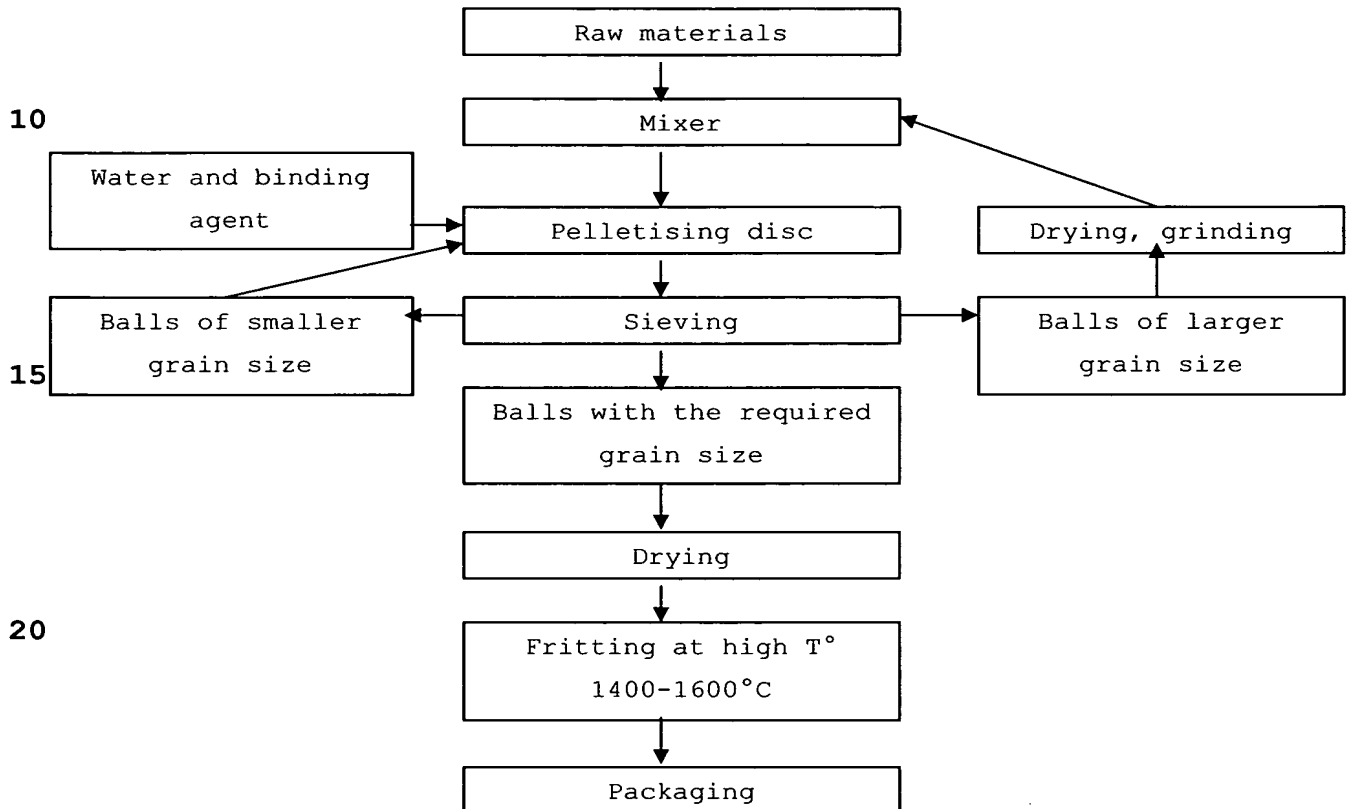 Raw materials
10
Mixer
Water and binding
agent
Pelletising disc
Drying, grinding
Balls of smaller
grain size
Sieving
Balls of larger
grain size
15
Balls with the required
grain size
Drying
20
Fritting at high T°
1400-1600°C
Packaging